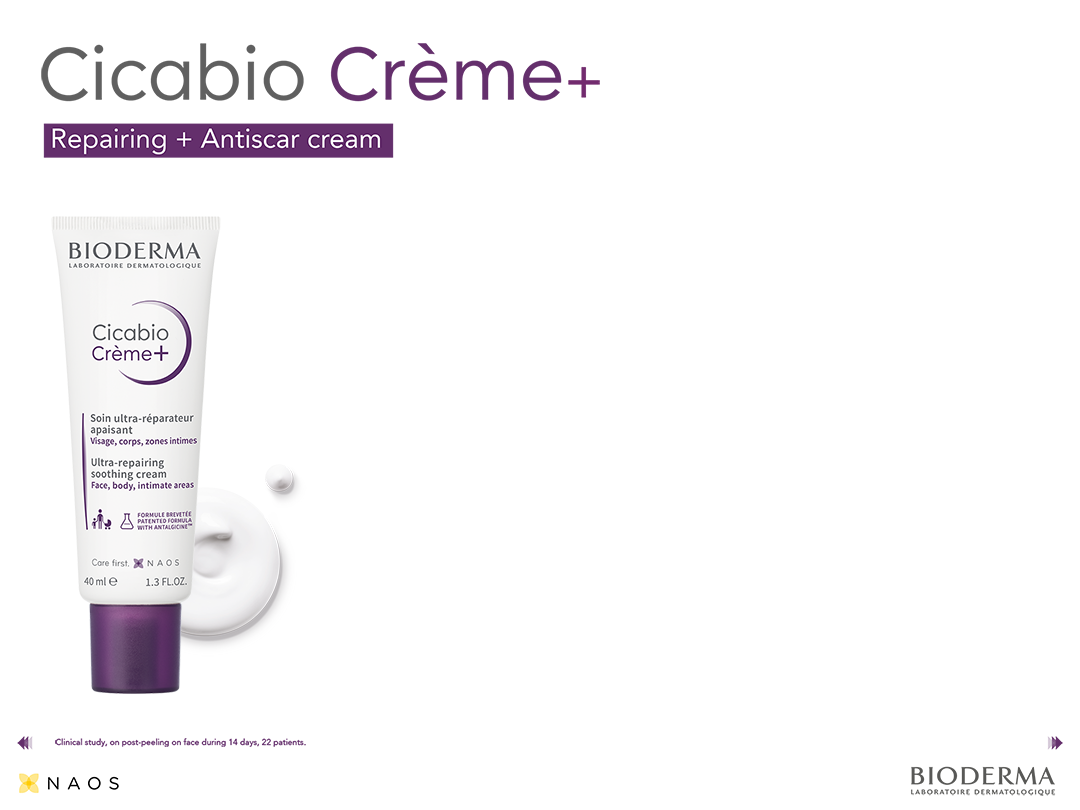 Cicabio Crème+
Repairing + Antiscar cream
BIODERMA
LABORATOIRE DERMATOLOGIQUE
Cicabio
Crème+
Soin ultra-réparateur
apaisant
Visage, corps, zones intimes
Ultra-repairing
soothing cream
Face, body, intimate areas
FORMULE BREVETÉE
PATENTED FORMULA
WITH ANTALGICINE™
Care first. NAOS
40 ml ℮ 1.3 FL.OZ.
Clinical study, on post-peeling on face during 14 days, 22 patients.
NAOS
BIODERMA
LABORATOIRE DERMATOLOGIQUE